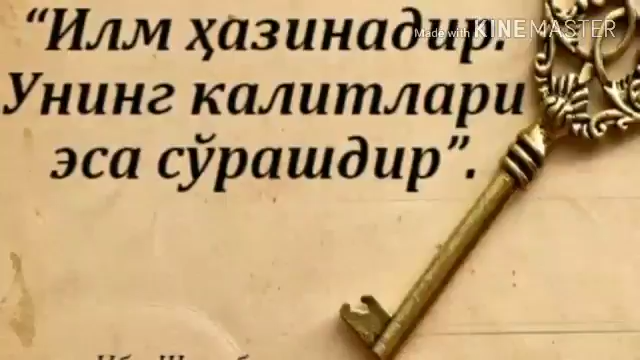 Made with KINEMASTER
“Илм ҳазинадир.
Унинг калитлари
эса сўрашдир”.